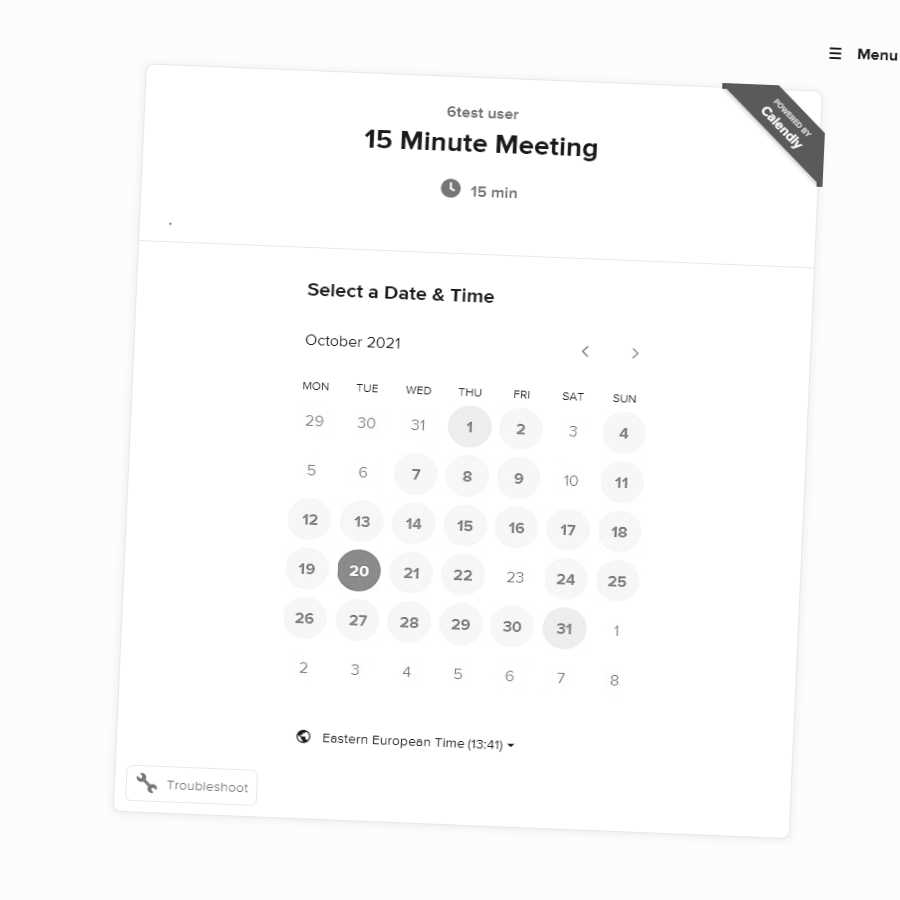 ☰ Menu
POWERED BY
Calendly
6test user
15 Minute Meeting
15 min
.
Select a Date & Time
October 2021
MON TUE WED THU FRI SAT SUN
29 30 31 1 2 3 4
5 6 7 8 9 10 11
12 13 14 15 16 17 18
19 20 21 22 23 24 25
26 27 28 29 30 31 1
2 3 4 5 6 7 8
Eastern European Time (13:41)
Troubleshoot